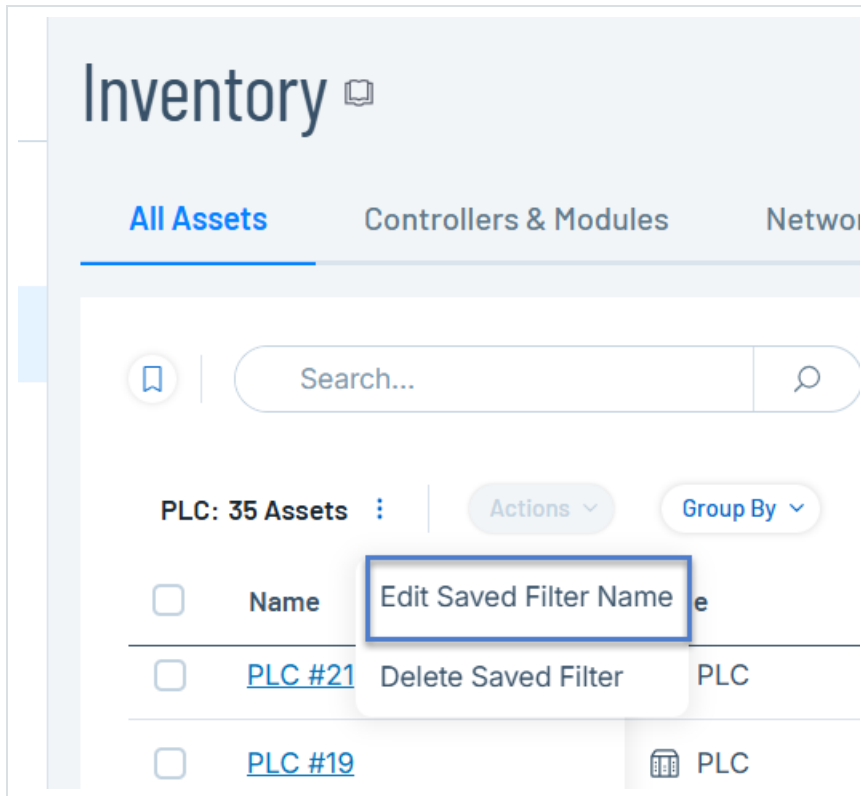 Inventory
All Assets Controllers & Modules Networ
Search...
PLC: 35 Assets Actions Group By
Name Edit Saved Filter Name e
PLC #21 Delete Saved Filter PLC
PLC #19 PLC